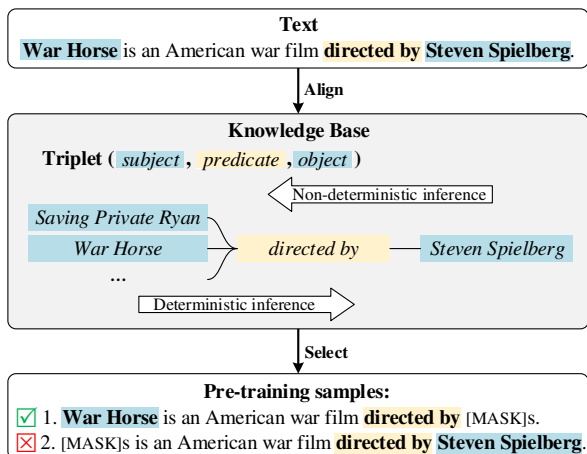 Text
War Horse is an American war film directed by Steven Spielberg.
Align
Knowledge Base
Triplet ( subject , predicate , object )
Non-deterministic inference
Saving Private Ryan
War Horse directed by Steven Spielberg
...
Deterministic inference
Select
Pre-training samples:
1. War Horse is an American war film directed by [MASK]s.
2. [MASK]s is an American war film directed by Steven Spielberg.